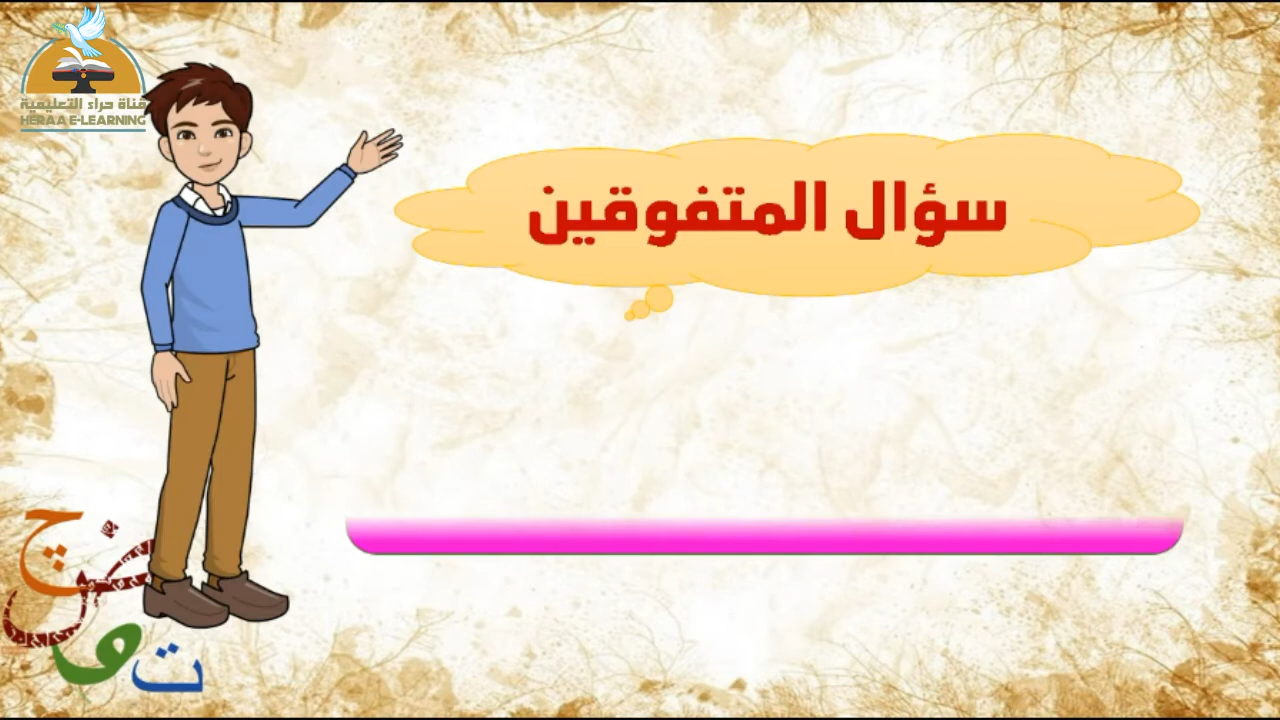 قناة حراء التعليمية
HERAA E-LEARNING
سؤال المتفوقين
ج
ض
و
ت